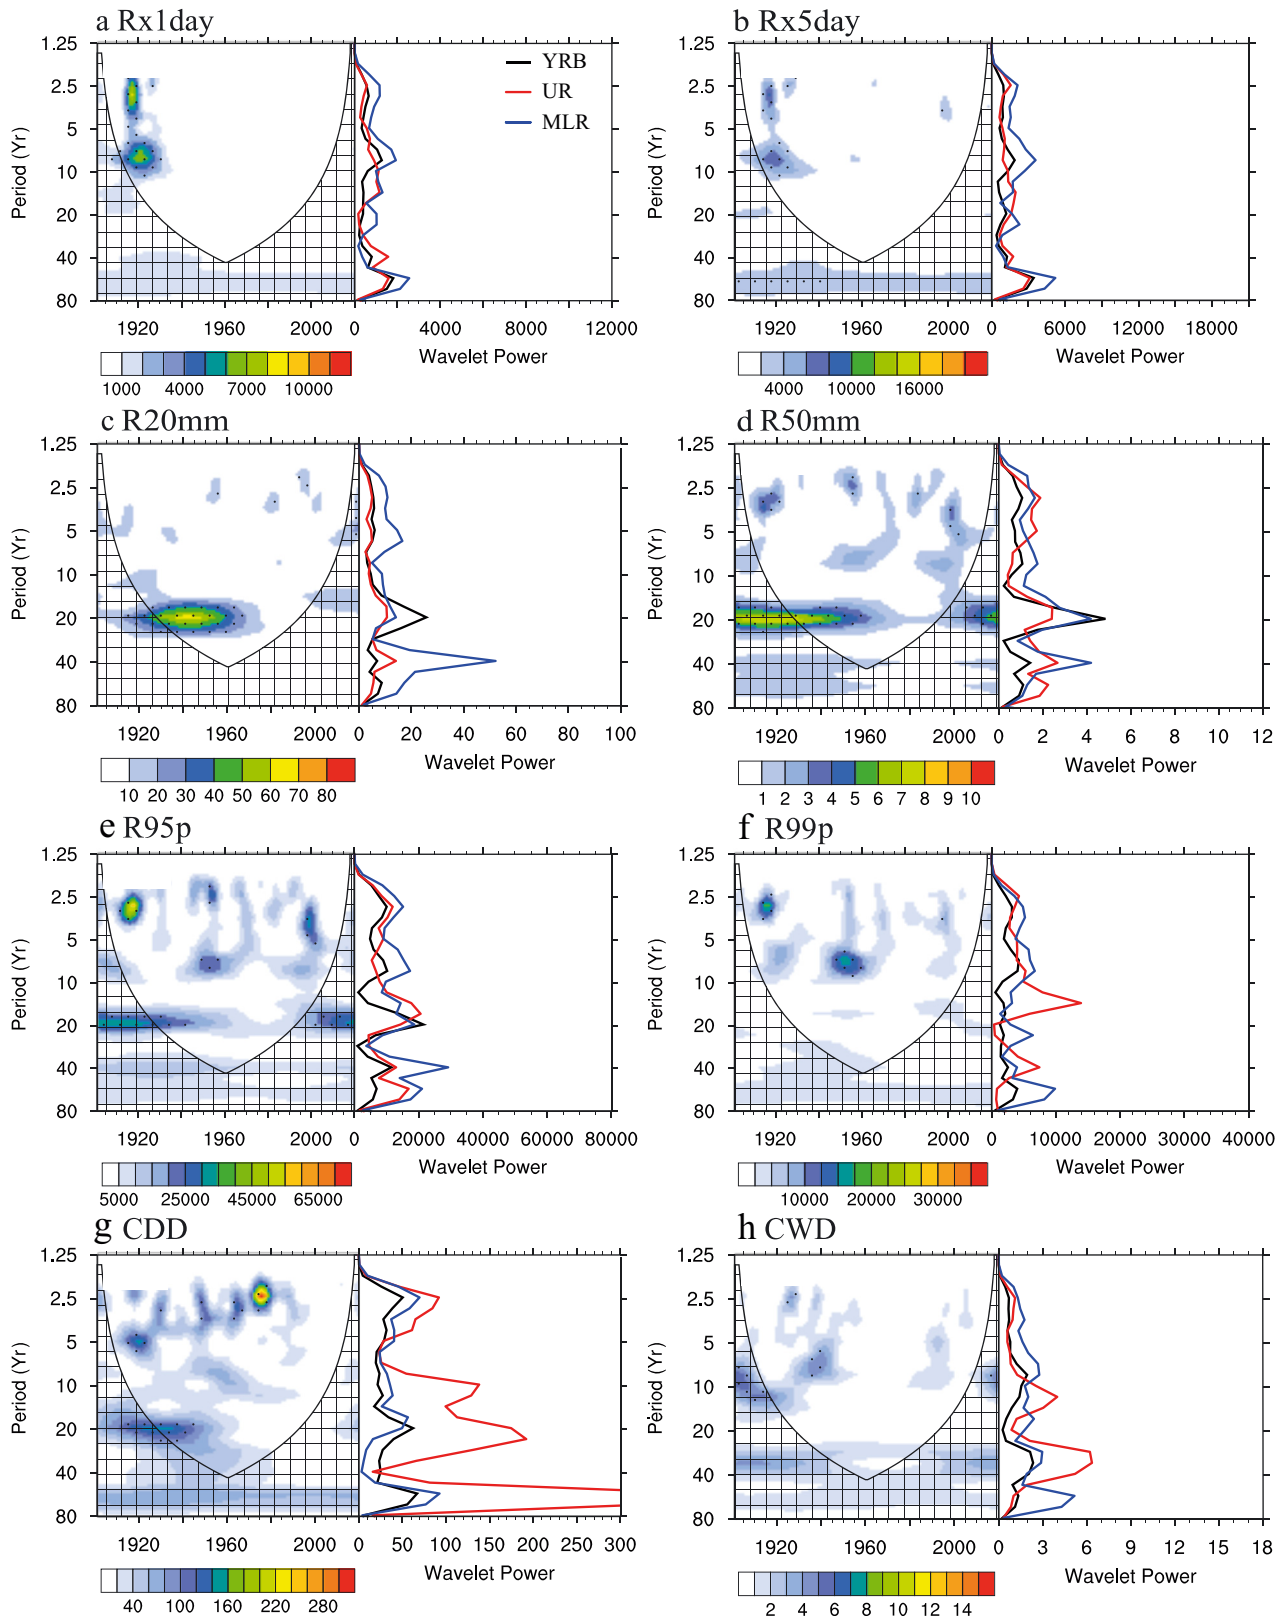 a Rx1day
b Rx5day
1.25
2.5
5
10
20
40
80
Period (Yr)
YRB
UR
MLR
1920 1960 2000 0 4000 8000 12000
Wavelet Power
1000 4000 7000 10000
1.25
2.5
5
10
20
40
80
Period (Yr)
1920 1960 2000 0 6000 12000 18000
Wavelet Power
4000 10000 16000
c R20mm
d R50mm
1.25
2.5
5
10
20
40
80
Period (Yr)
1920 1960 2000 0 20 40 60 80 100
Wavelet Power
10 20 30 40 50 60 70 80
1.25
2.5
5
10
20
40
80
Period (Yr)
1920 1960 2000 0 2 4 6 8 10 12
Wavelet Power
1 2 3 4 5 6 7 8 9 10
e R95p
f R99p
1.25
2.5
5
10
20
40
80
Period (Yr)
1920 1960 2000 0 20000 40000 60000 80000
Wavelet Power
5000 25000 45000 65000
1.25
2.5
5
10
20
40
80
Period (Yr)
1920 1960 2000 0 10000 20000 30000 40000
Wavelet Power
10000 20000 30000
g CDD
h CWD
1.25
2.5
5
10
20
40
80
Period (Yr)
1920 1960 2000 0 50 100 150 200 250 300
Wavelet Power
40 100 160 220 280
1.25
2.5
5
10
20
40
80
Period (Yr)
1920 1960 2000 0 3 6 9 12 15 18
Wavelet Power
2 4 6 8 10 12 14